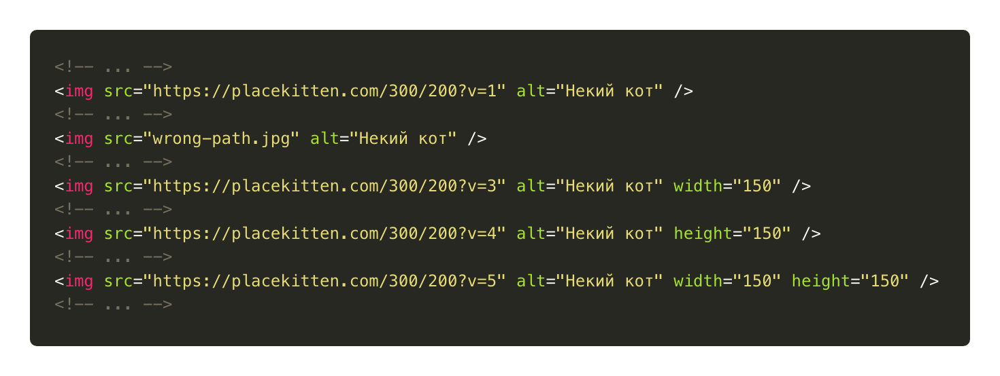 <!-- ... -->
<img src="https://placekitten.com/300/200?v=1" alt="Некий кот" />
<!-- ... -->
<img src="wrong-path.jpg" alt="Некий кот" />
<!-- ... -->
<img src="https://placekitten.com/300/200?v=3" alt="Некий кот" width="150" />
<!-- ... -->
<img src="https://placekitten.com/300/200?v=4" alt="Некий кот" height="150" />
<!-- ... -->
<img src="https://placekitten.com/300/200?v=5" alt="Некий кот" width="150" height="150" />
<!-- ... -->